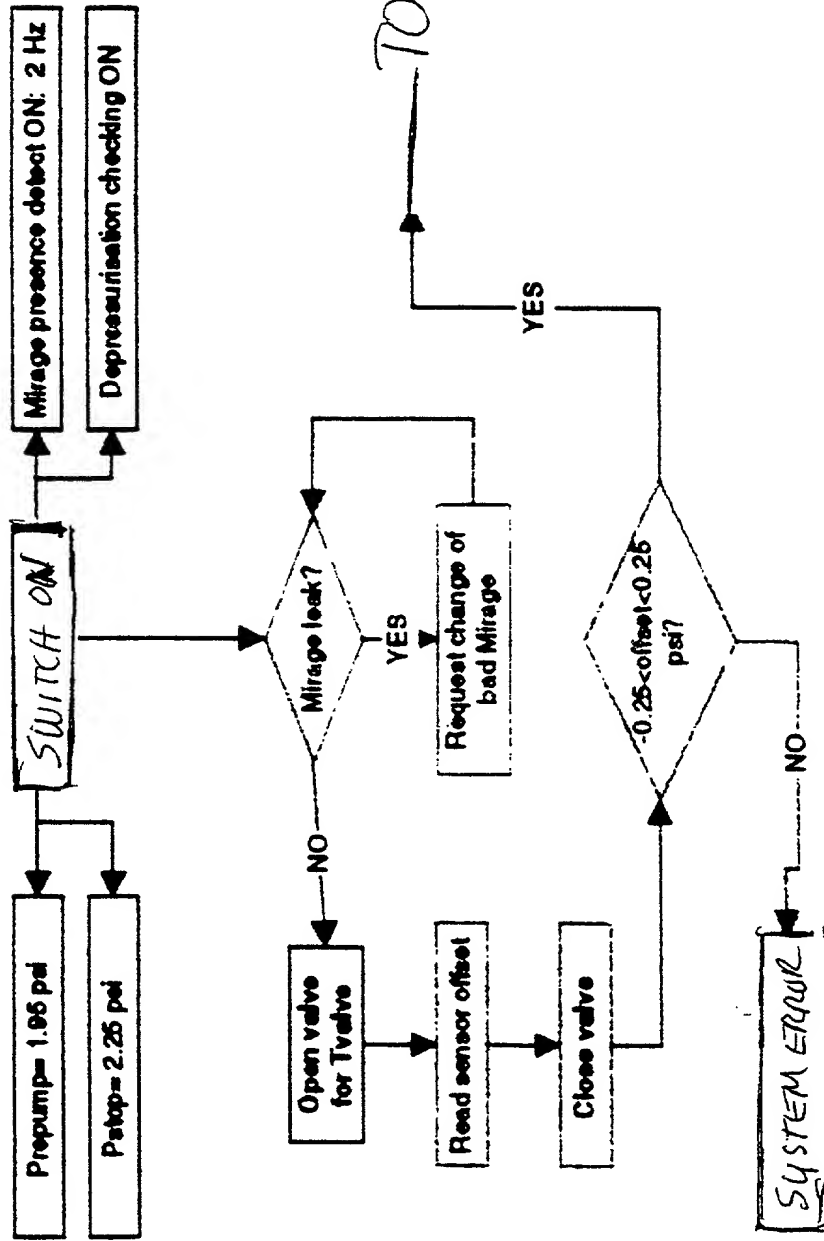 SWITCH ON
Prepump= 1.95 psi
Pstop= 2.25 psi
Mirage presence detect ON: 2 Hz
Depressurisation checking ON
Mirage leak?
NO
YES
Request change of
bad Mirage
Open valve
for Tvalve
Read sensor offset
Close valve
-0.25<offset<0.25
psi?
YES
TO
NO
SYSTEM ERROR